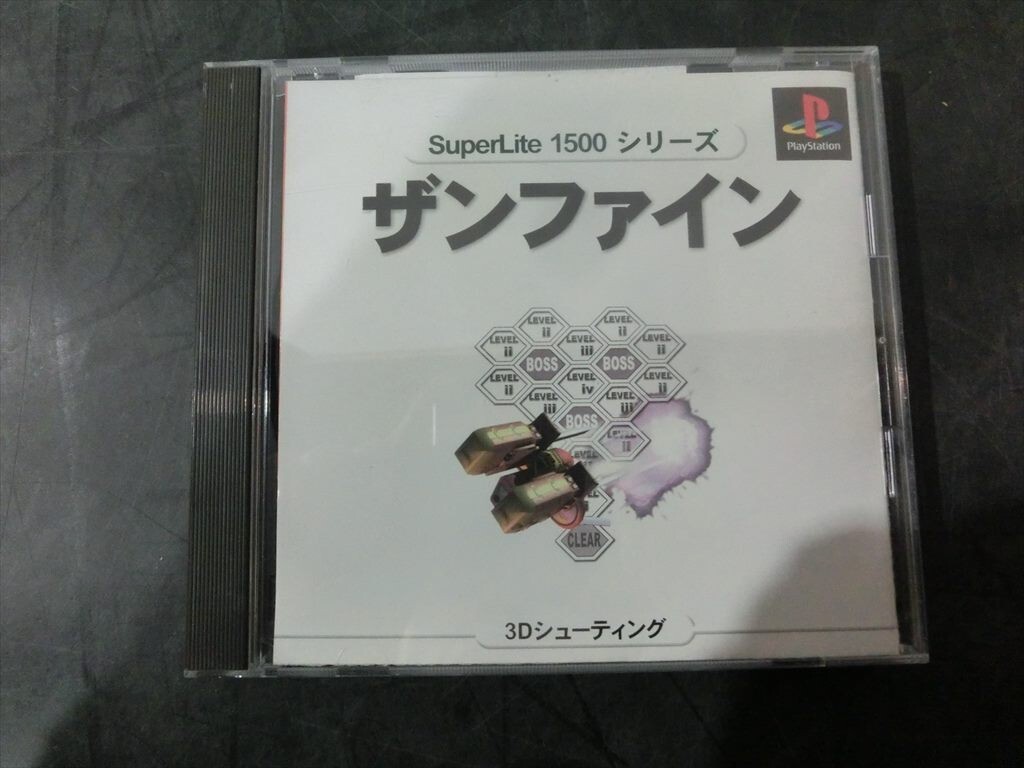 SuperLite 1500 シリーズ
PlayStation
ザンファイン
LEVEL ii
LEVEL ii
LEVEL ii
LEVEL iii
LEVEL ii
BOSS
BOSS
LEVEL ii
LEVEL iv
LEVEL ii
LEVEL iii
LEVEL iii
BOSS
CLEAR
3Dシューティング